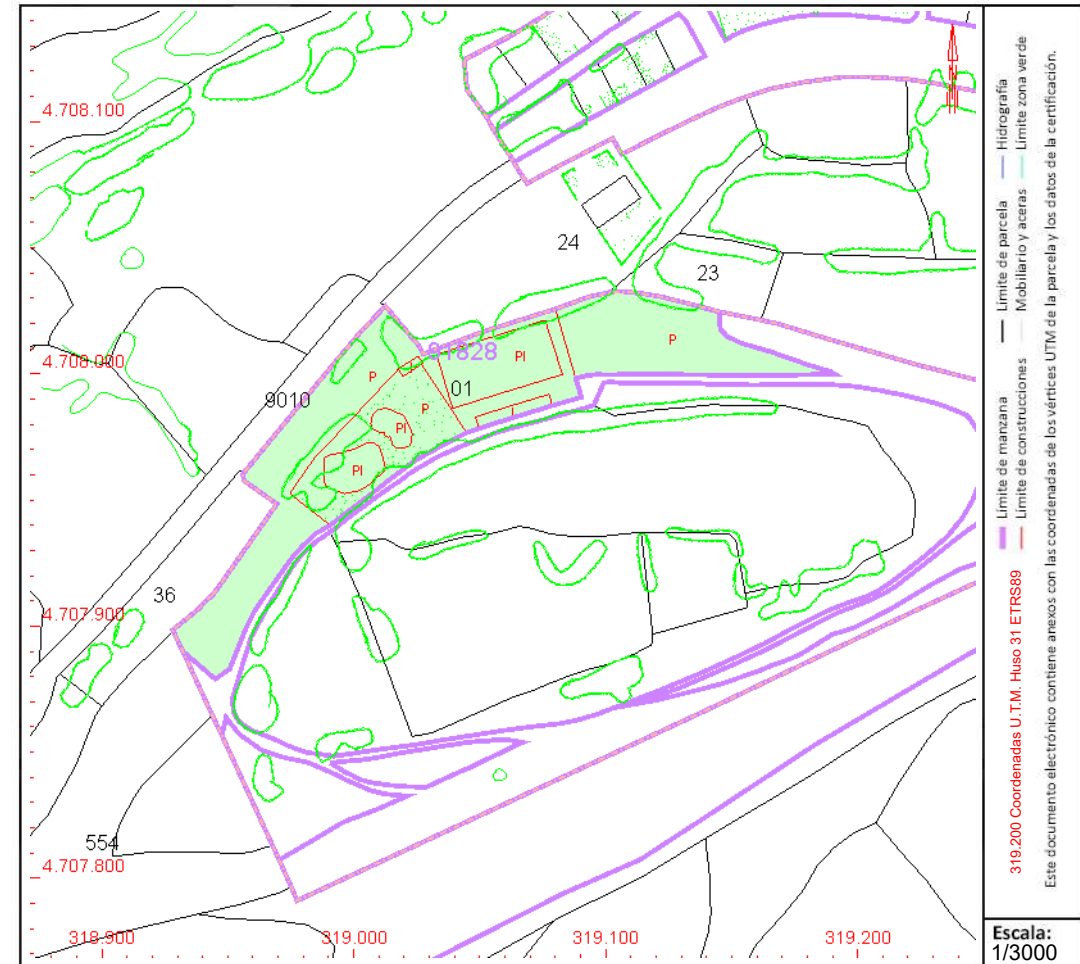 4.708.100
24
23
4.708.000
91828
P
PI
P
01
P
9010
PI
PI
4.707.900
36
554
4.707.800
318.900
319.000
319.100
319.200
Límite de manzana
Límite de parcela
Hidrografía
Límite de construcciones
Mobiliario y aceras
Límite zona verde
319.200 Coordenadas U.T.M. Huso 31 ETRS89
Este documento electrónico contiene anexos con las coordenadas de los vértices UTM de la parcela y los datos de la certificación.
Escala:
1/3000